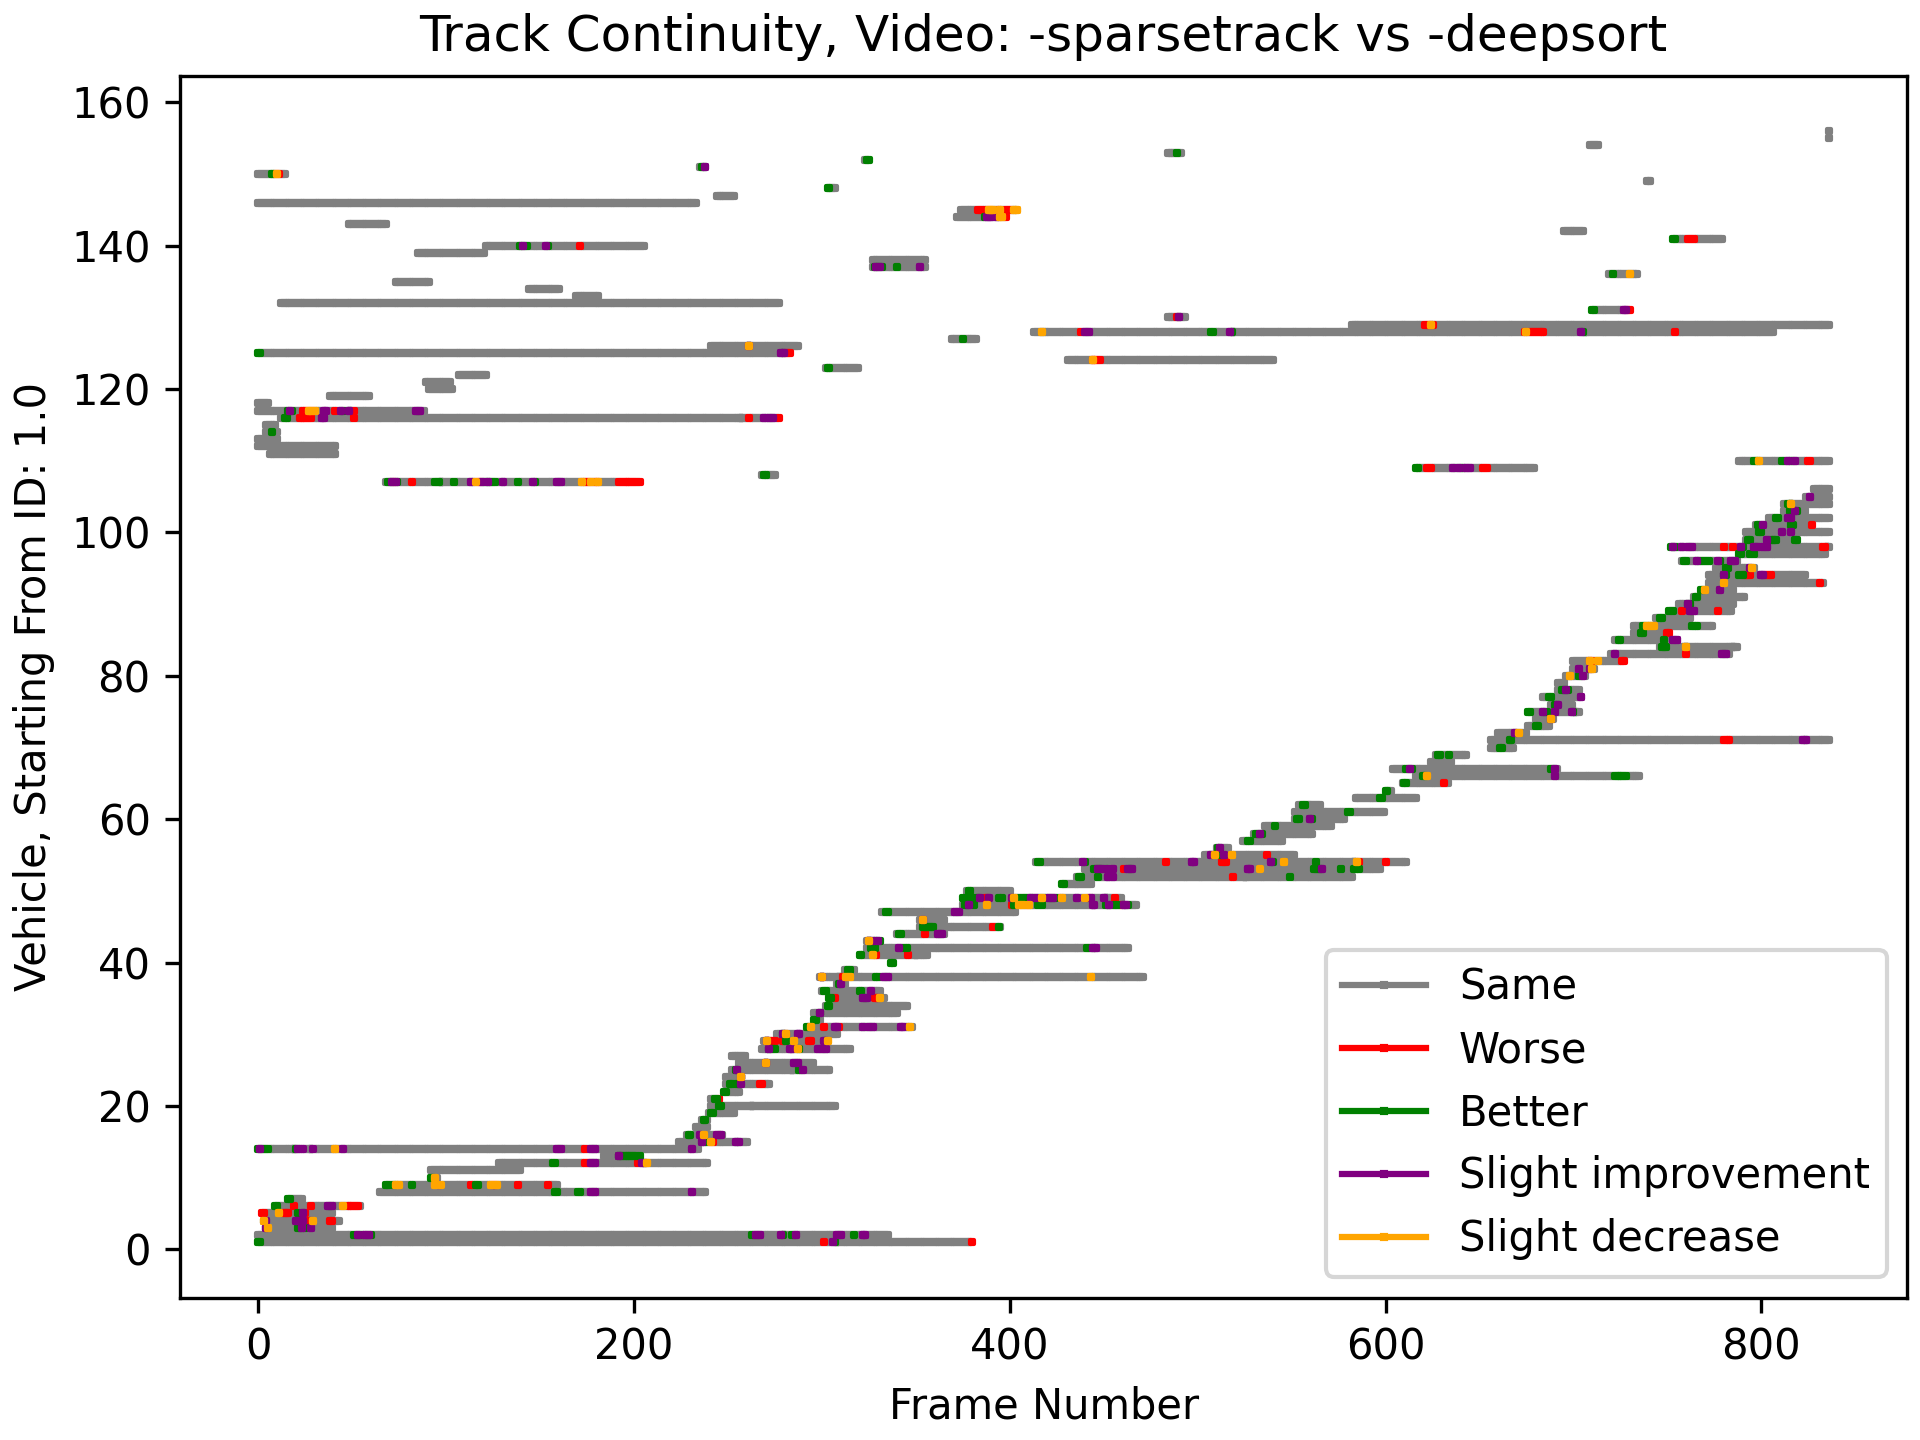 Track Continuity, Video: -sparsetrack vs -deepsort
Vehicle, Starting From ID: 1.0
160
140
120
100
80
60
40
20
0
Same
Worse
Better
Slight improvement
Slight decrease
0 200 400 600 800
Frame Number